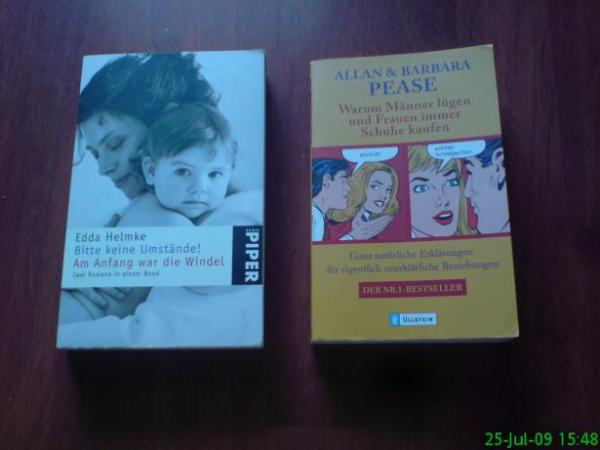 Edda Helmke
Bitte keine Umstände!
Am Anfang war die Windel
Zwei Romane in einem Band
SERIE
PIPER
ALLAN & BARBARA
PEASE
Warum Männer lügen
und Frauen immer
Schuhe kaufen
Ganz natürliche Erklärungen
für eigentlich unerklärliche Beziehungen
DER NR.1-BESTSELLER
ULLSTEIN
25-Jul-09 15:48